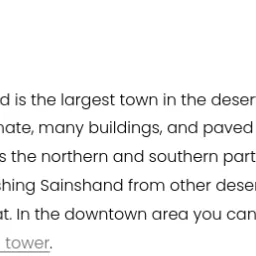 d is the largest town in the deser
nate, many buildings, and paved
s the northern and southern part
shing Sainshand from other dese
at. In the downtown area you can
tower.